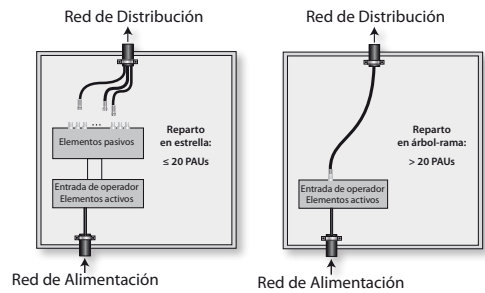 Red de Distribución
Elementos pasivos
Reparto
en estrella:
≤ 20 PAUs
Entrada de operador
Elementos activos
Red de Alimentación
Red de Distribución
Reparto
en árbol-rama:
> 20 PAUs
Entrada de operador
Elementos activos
Red de Alimentación